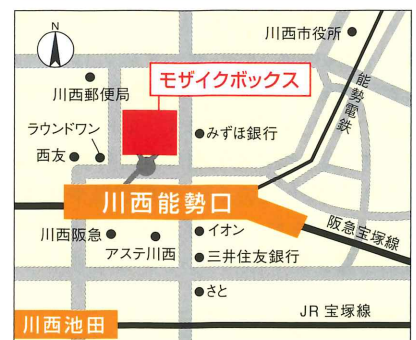 N
川西市役所
川西郵便局
モザイクボックス
能勢電鉄
ラウンドワン
西友
みずほ銀行
川西能勢口
阪急宝塚線
川西阪急
アステ川西
イオン
三井住友銀行
さと
JR宝塚線
川西池田